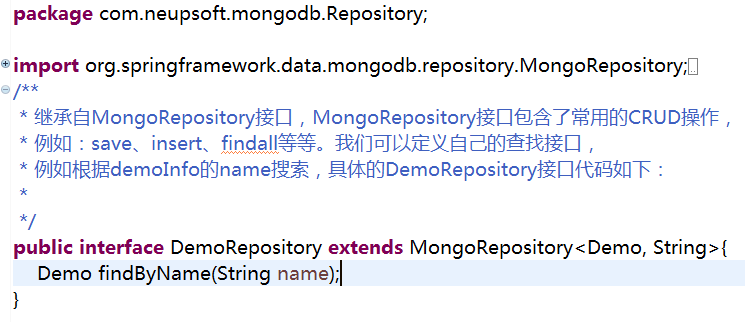 package com.neupsoft.mongodb.Repository;
import org.springframework.data.mongodb.repository.MongoRepository;
/**
* 继承自MongoRepository接口，MongoRepository接口包含了常用的CRUD操作，
* 例如：save、insert、findall等等。我们可以定义自己的查找接口，
* 例如根据demoInfo的name搜索，具体的DemoRepository接口代码如下：
*
*/
public interface DemoRepository extends MongoRepository<Demo, String>{
Demo findByName(String name);
}